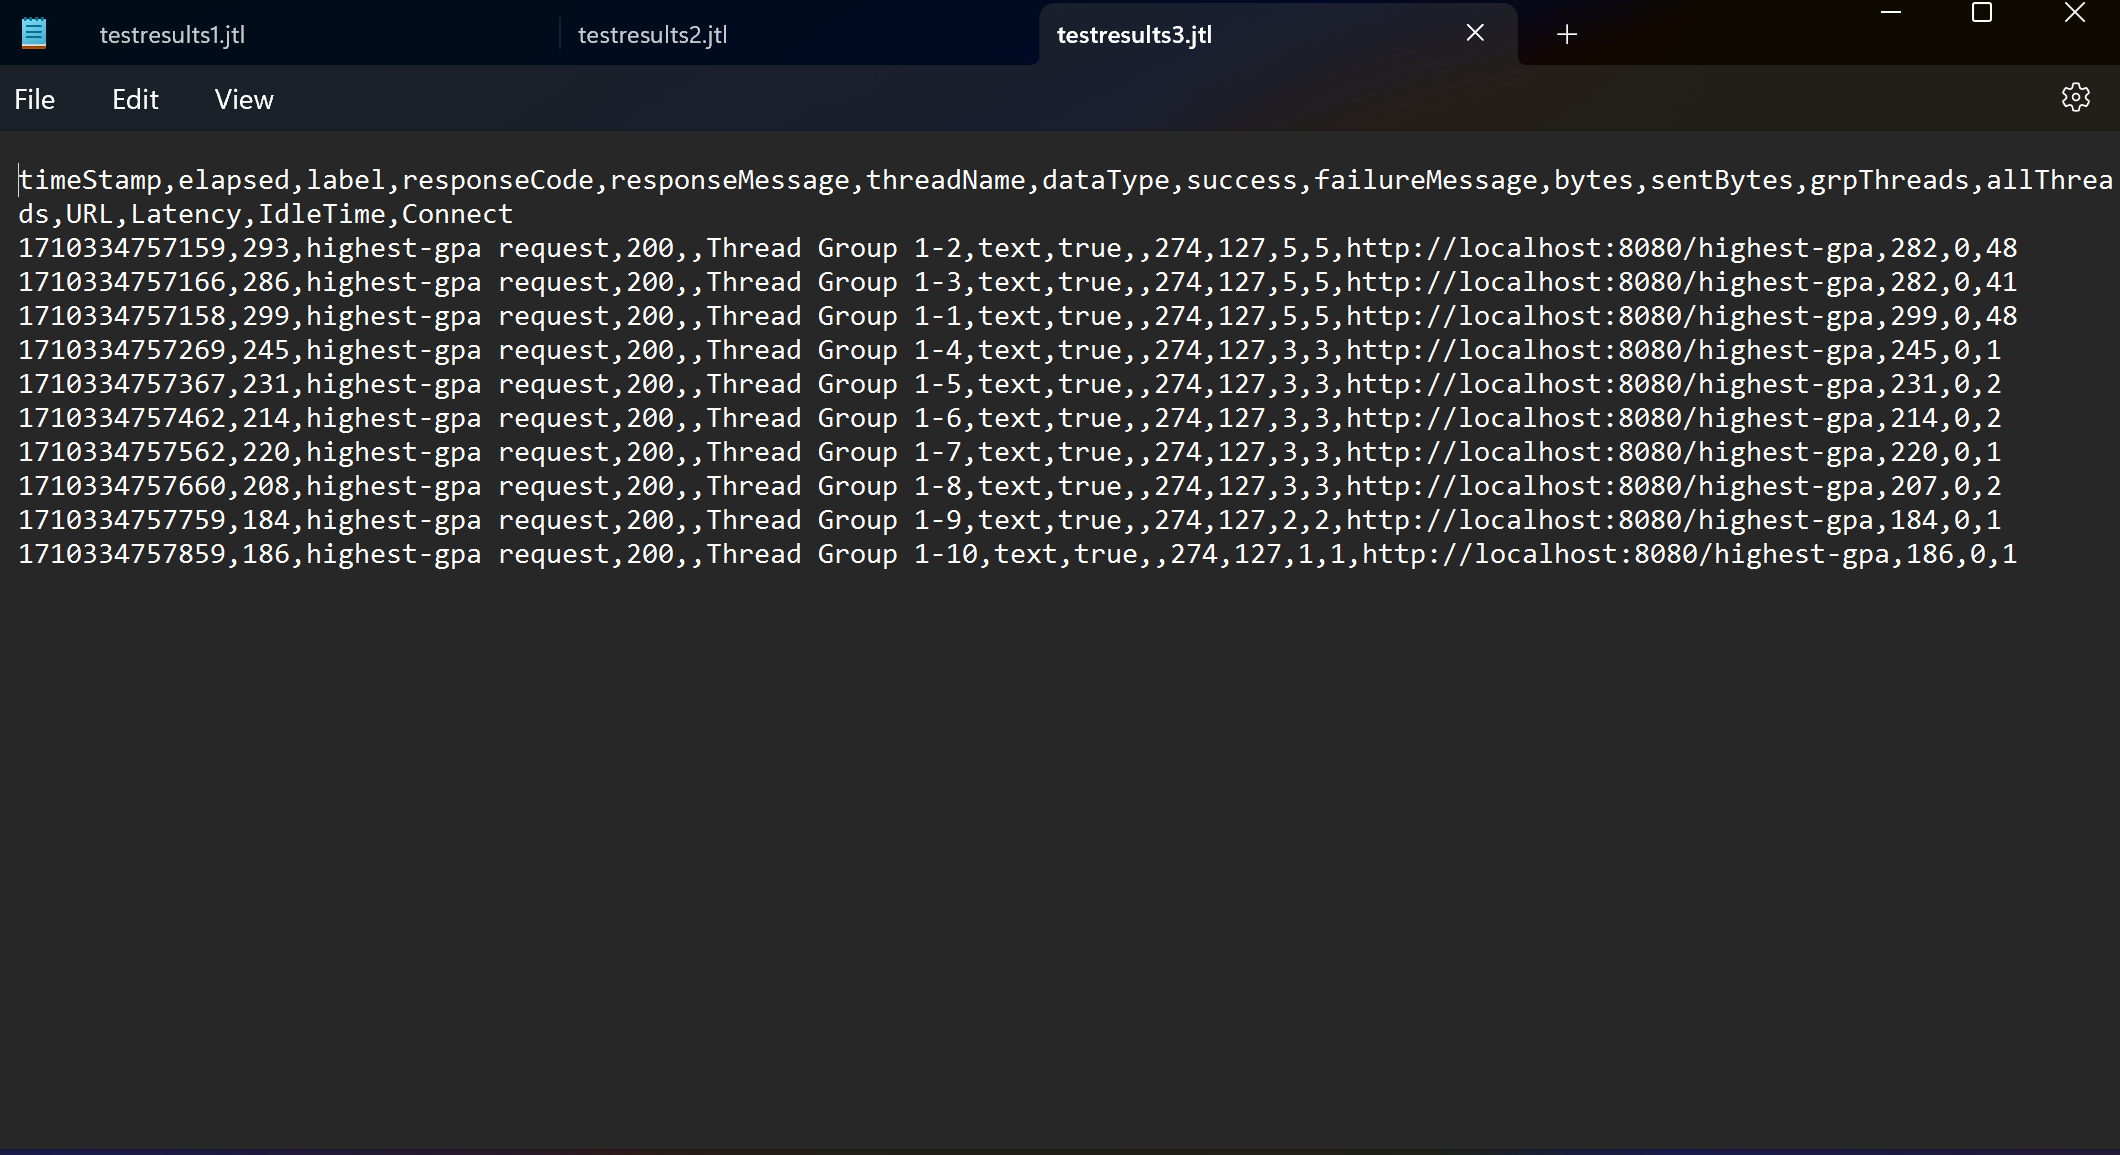 testresults1.jtl testresults2.jtl testresults3.jtl
File Edit View
timeStamp,elapsed,label,responseCode,responseMessage,threadName,dataType,success,failureMessage,bytes,sentBytes,grpThreads,allThrea
ds,URL,Latency,IdleTime,Connect
1710334757159,293,highest-gpa request,200,,Thread Group 1-2,text,true,,274,127,5,5,http://localhost:8080/highest-gpa,282,0,48
1710334757166,286,highest-gpa request,200,,Thread Group 1-3,text,true,,274,127,5,5,http://localhost:8080/highest-gpa,282,0,41
1710334757158,299,highest-gpa request,200,,Thread Group 1-1,text,true,,274,127,5,5,http://localhost:8080/highest-gpa,299,0,48
1710334757269,245,highest-gpa request,200,,Thread Group 1-4,text,true,,274,127,3,3,http://localhost:8080/highest-gpa,245,0,1
1710334757367,231,highest-gpa request,200,,Thread Group 1-5,text,true,,274,127,3,3,http://localhost:8080/highest-gpa,231,0,2
1710334757462,214,highest-gpa request,200,,Thread Group 1-6,text,true,,274,127,3,3,http://localhost:8080/highest-gpa,214,0,2
1710334757562,220,highest-gpa request,200,,Thread Group 1-7,text,true,,274,127,3,3,http://localhost:8080/highest-gpa,220,0,1
1710334757660,208,highest-gpa request,200,,Thread Group 1-8,text,true,,274,127,3,3,http://localhost:8080/highest-gpa,207,0,2
1710334757759,184,highest-gpa request,200,,Thread Group 1-9,text,true,,274,127,2,2,http://localhost:8080/highest-gpa,184,0,1
1710334757859,186,highest-gpa request,200,,Thread Group 1-10,text,true,,274,127,1,1,http://localhost:8080/highest-gpa,186,0,1